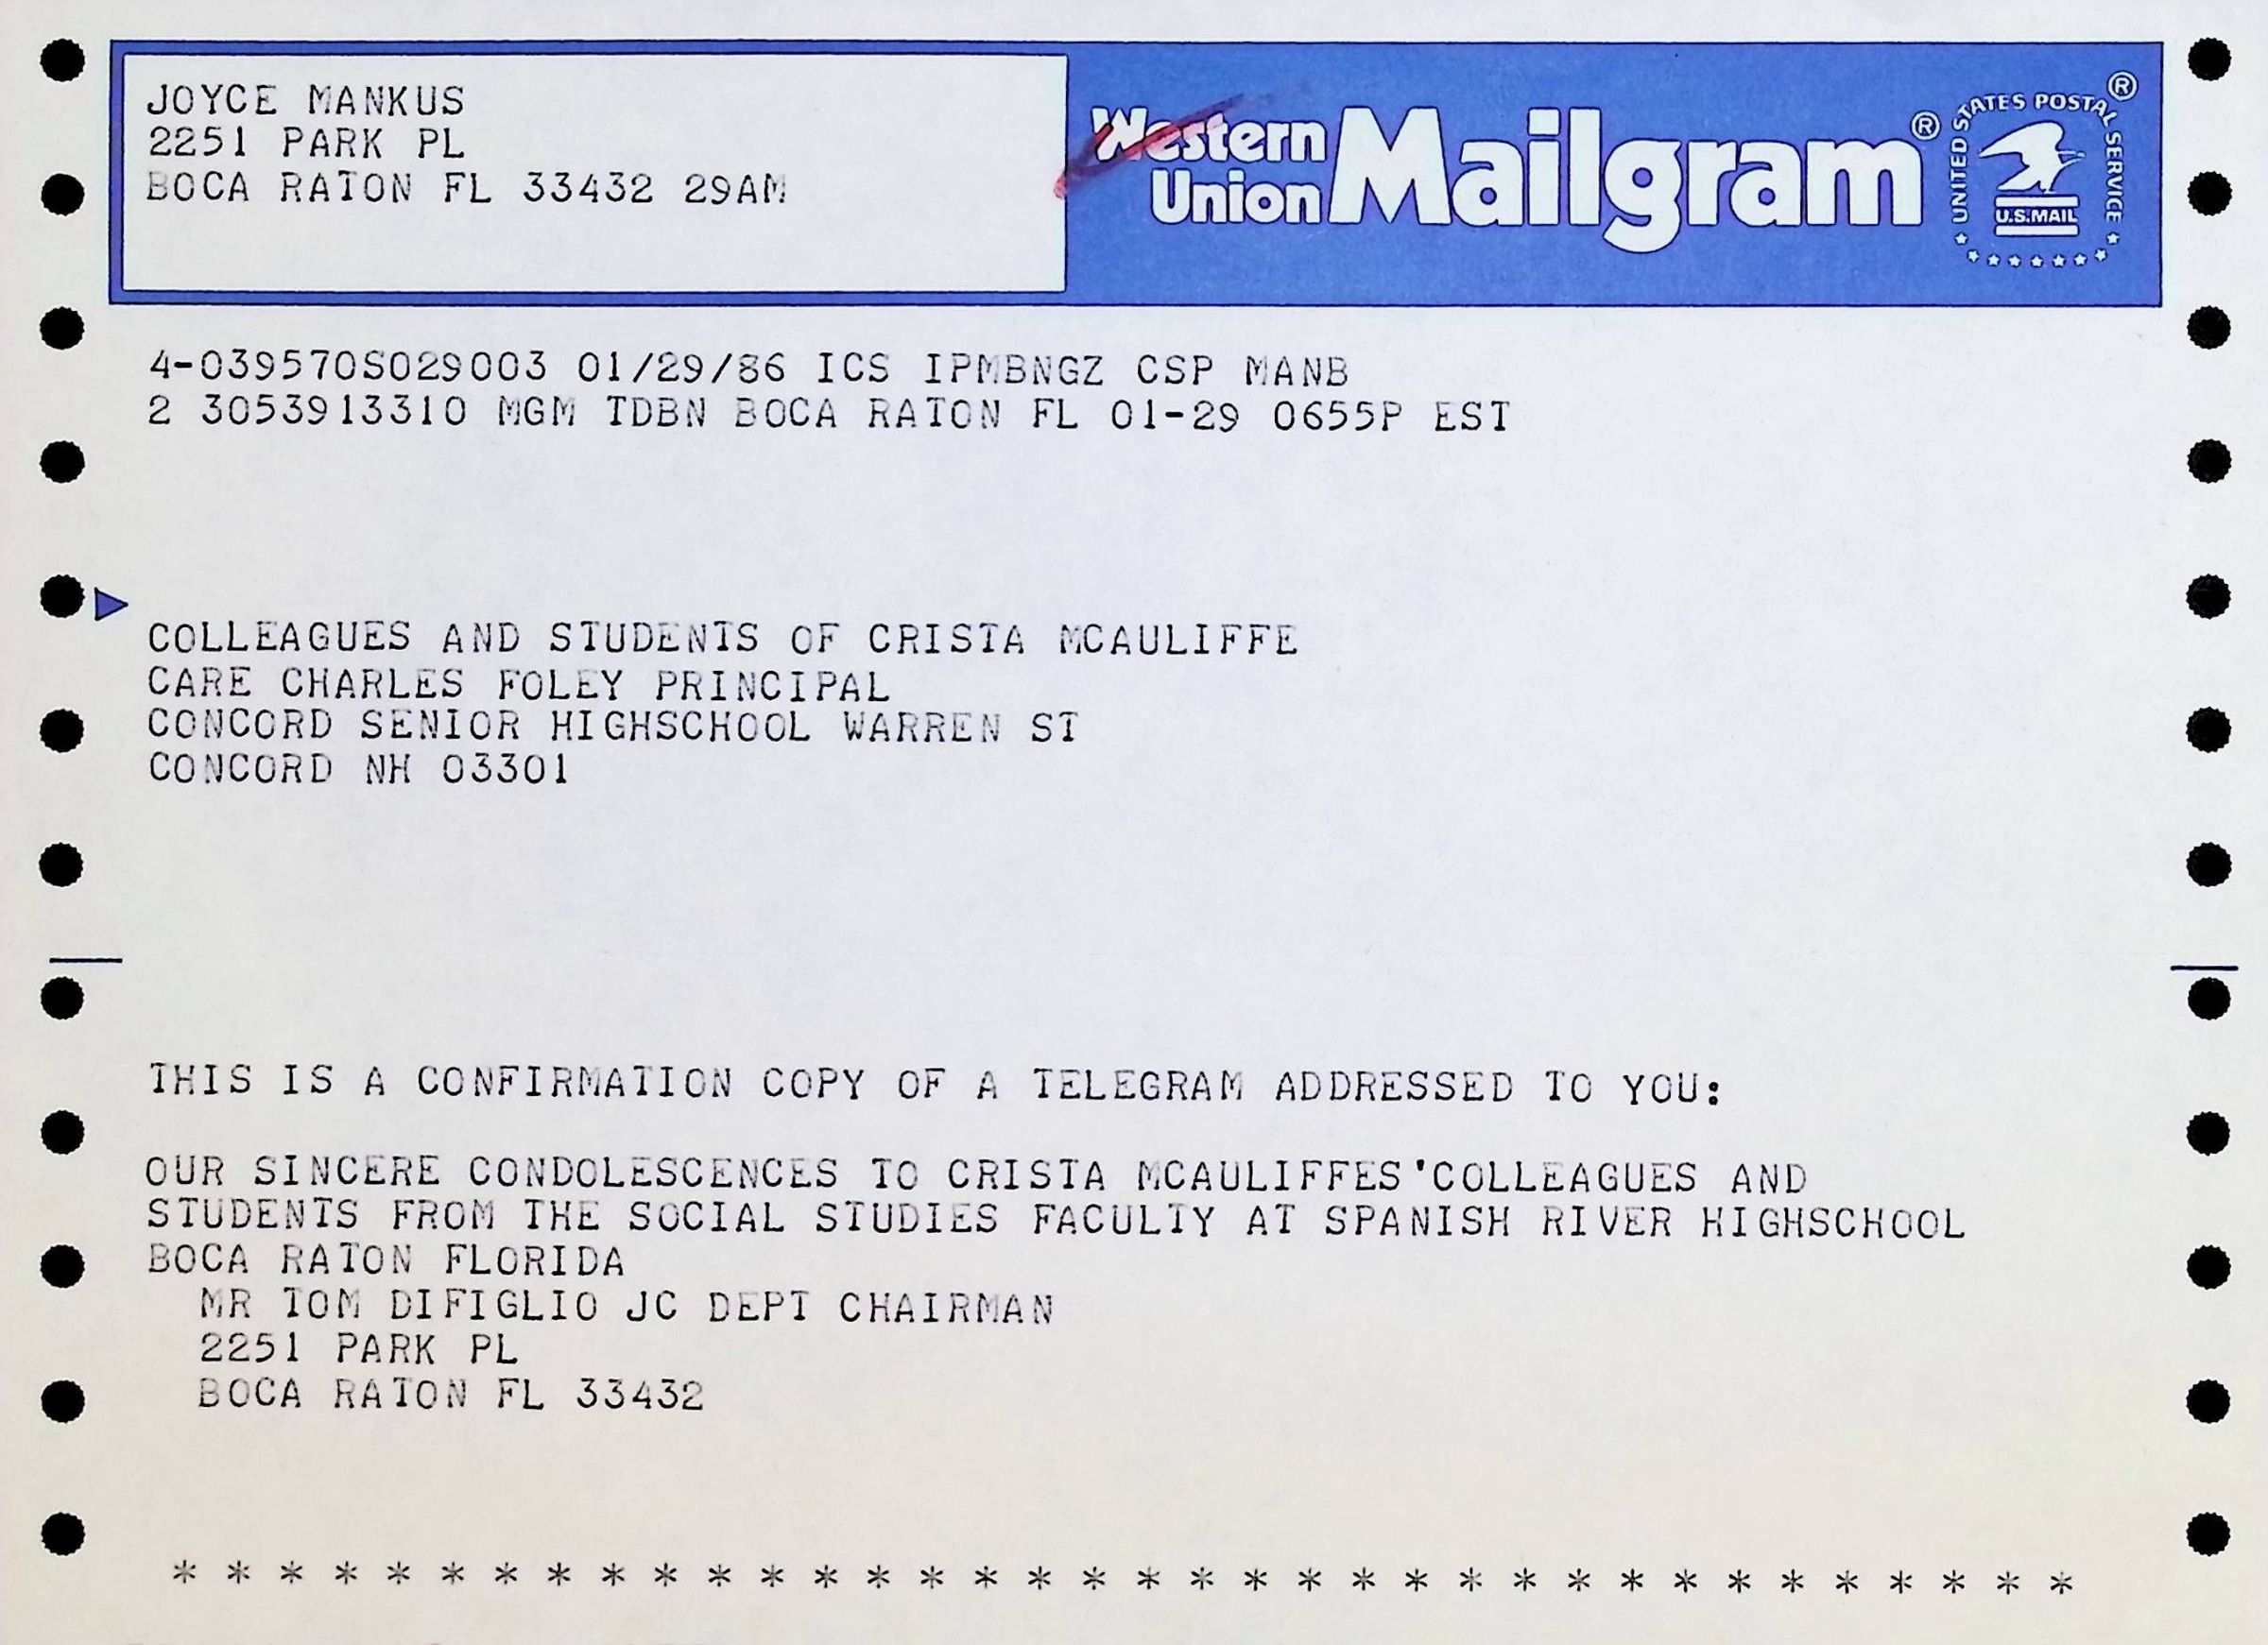 JOYCE MANKUS
2251 PARK PL
BOCA RATON FL 33432 29AM
Western Union Mailgram®
UNITED STATES POSTAL SERVICE ®
U.S.MAIL
4-039570S029003 01/29/86 ICS IPMBNGZ CSP MANB
2 3053913310 MGM TDBN BOCA RATON FL 01-29 0655P EST
COLLEAGUES AND STUDENTS OF CRISTA MCAULIFFE
CARE CHARLES FOLEY PRINCIPAL
CONCORD SENIOR HIGHSCHOOL WARREN ST
CONCORD NH 03301
THIS IS A CONFIRMATION COPY OF A TELEGRAM ADDRESSED TO YOU:
OUR SINCERE CONDOLESCENCES TO CRISTA MCAULIFFES'COLLEAGUES AND
STUDENTS FROM THE SOCIAL STUDIES FACULTY AT SPANISH RIVER HIGHSCHOOL
BOCA RATON FLORIDA
MR TOM DIFIGLIO JC DEPT CHAIRMAN
2251 PARK PL
BOCA RATON FL 33432
* * * * * * * * * * * * * * * * * * * * * * * * * * * * * * * * * * * *